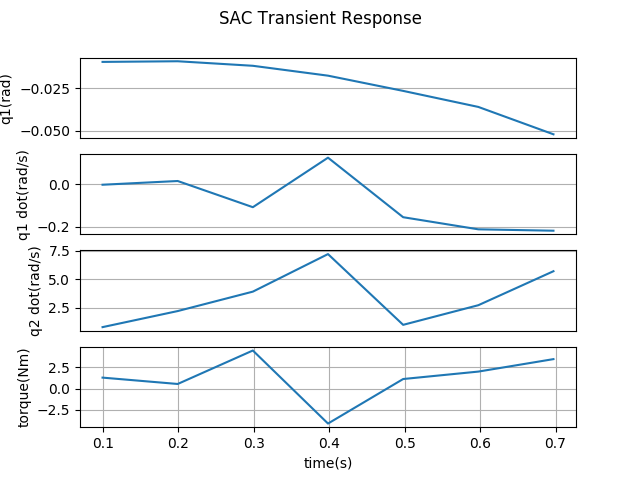 SAC Transient Response
q1(rad)
−0.025
−0.050
q1 dot(rad/s)
0.0
−0.2
q2 dot(rad/s)
7.5
5.0
2.5
torque(Nm)
2.5
0.0
−2.5
0.1 0.2 0.3 0.4 0.5 0.6 0.7
time(s)